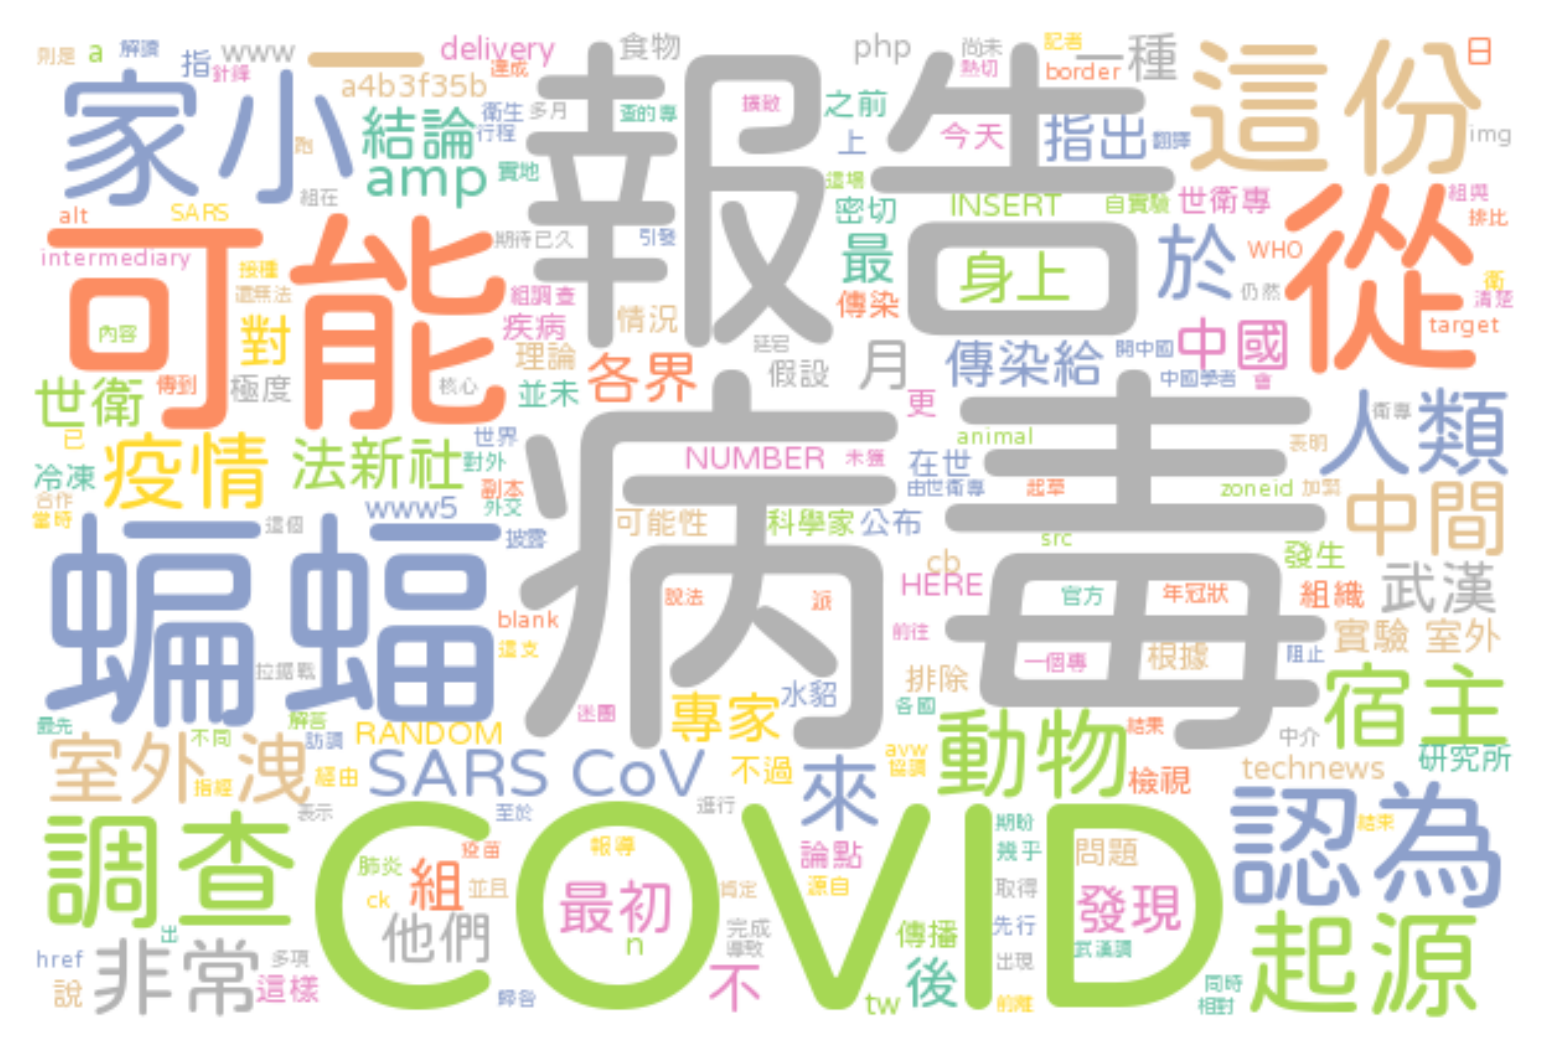 則是
a
解讀
指
針鋒
www
一
delivery
達成
食物
php
尚未
熱切
記者
border
一種
這份
日
家小
a4b3f35b
結論
amp
衛生
行程
多月
實地
跑
組在
報告
查的專
擴散
之前
上
今天
指出
翻譯
img
alt
SARS
可能
intermediary
接種
還無法
期待已久
引發
這場
密切
最
傳染
INSERT
身上
自實驗
世衛專
於
WHO
仍然
從
組與
排比
衛
清楚
target
內容
對
組調查
疾病
情況
理論
世衛
傳到
極度
核心
並未
各界
假設
月
傳染給
開中國
中國學者
中國
會
更
已
冷凍
合作
當時
疫情
法新社
世界
對外
副本
外交
www5
這個
披露
病毒
NUMBER
未獲
animal
在世
由世衛專
起草
zoneid
加緊
表明
衛專
人類
中間
可能性
科學家
公布
src
cb
HERE
發生
蝙蝠
blank
這支
拉鋸戰
說法
派
前往
官方
年冠狀
組織
武漢
一個專
根據
阻止
實驗
室外
排除
各國
水貂
專家
迷團
宿主
最先
不同
解答
訪調
RANDOM
室外
洩
指經
經由
SARS CoV
不過
來
avw
協調
動物
結果
檢視
中介
technews
研究所
表示
至於
進行
調查
COVID
認為
結束
肺炎
疫苗
組
ck
並且
報導
最初
n
肯定
論點
源自
期盼
幾乎
取得
問題
發現
他們
完成
導致
傳播
先行
武漢調
出現
起源
出
href
說
非常
多項
這樣
歸咎
不
tw
後
前離
同時
相對